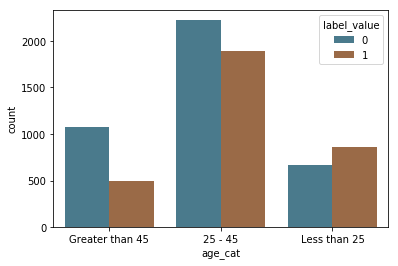 label_value
0
1
2000
1500
1000
500
0
count
Greater than 45
25 - 45
Less than 25
age_cat